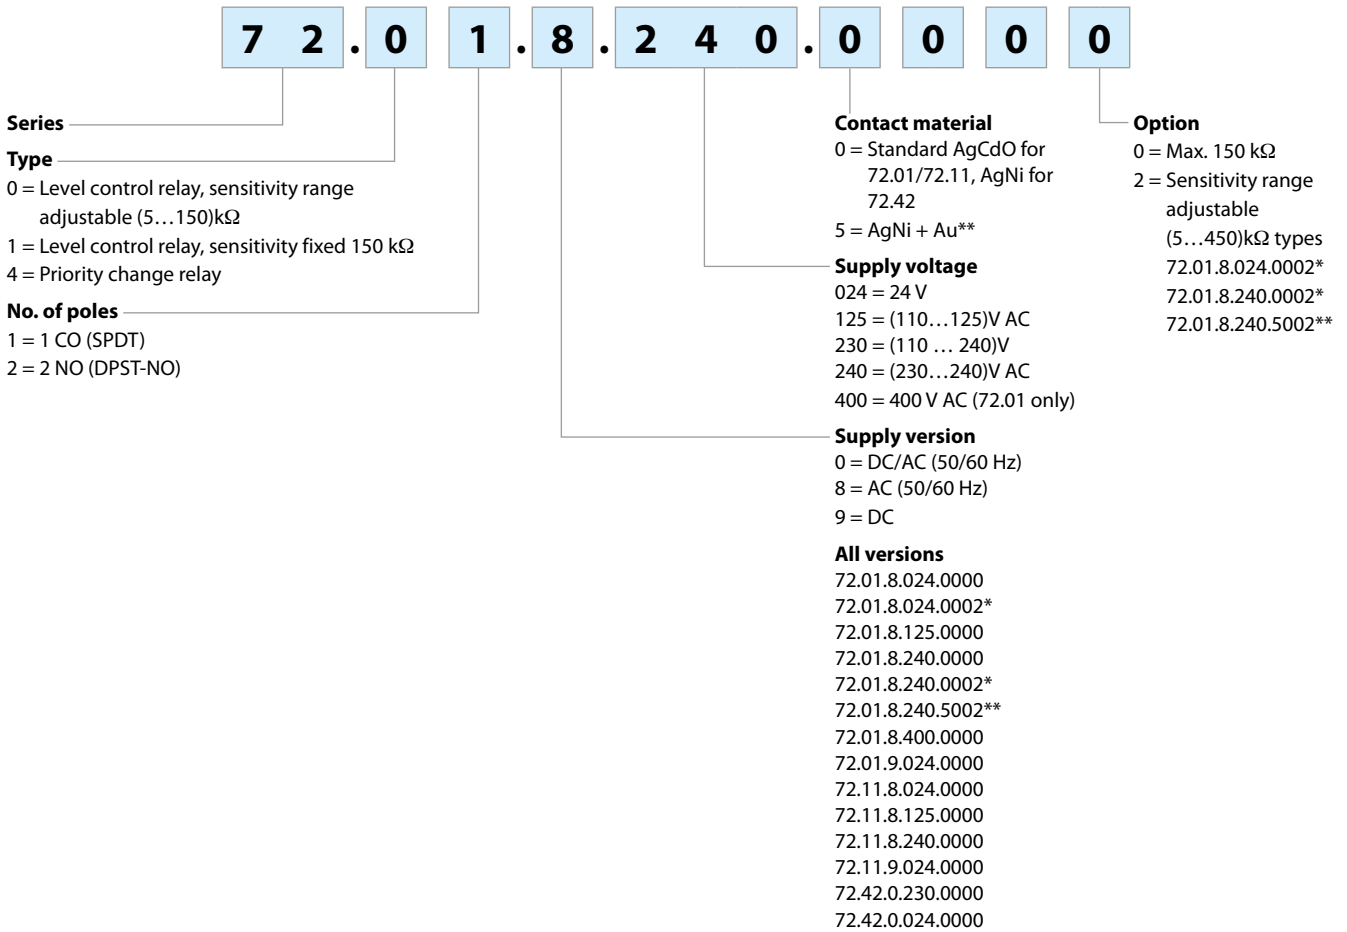 7 2 . 0 1 . 8 . 2 4 0 . 0 0 0 0
Series
Type
0 = Level control relay, sensitivity range
adjustable (5…150)kΩ
1 = Level control relay, sensitivity fixed 150 kΩ
4 = Priority change relay
No. of poles
1 = 1 CO (SPDT)
2 = 2 NO (DPST-NO)
Contact material
0 = Standard AgCdO for
72.01/72.11, AgNi for
72.42
5 = AgNi + Au**
Supply voltage
024 = 24 V
125 = (110…125)V AC
230 = (110 … 240)V
240 = (230…240)V AC
400 = 400 V AC (72.01 only)
Supply version
0 = DC/AC (50/60 Hz)
8 = AC (50/60 Hz)
9 = DC
All versions
72.01.8.024.0000
72.01.8.024.0002*
72.01.8.125.0000
72.01.8.240.0000
72.01.8.240.0002*
72.01.8.240.5002**
72.01.8.400.0000
72.01.9.024.0000
72.11.8.024.0000
72.11.8.125.0000
72.11.8.240.0000
72.11.9.024.0000
72.42.0.230.0000
72.42.0.024.0000
Option
0 = Max. 150 kΩ
2 = Sensitivity range
adjustable
(5…450)kΩ types
72.01.8.024.0002*
72.01.8.240.0002*
72.01.8.240.5002**